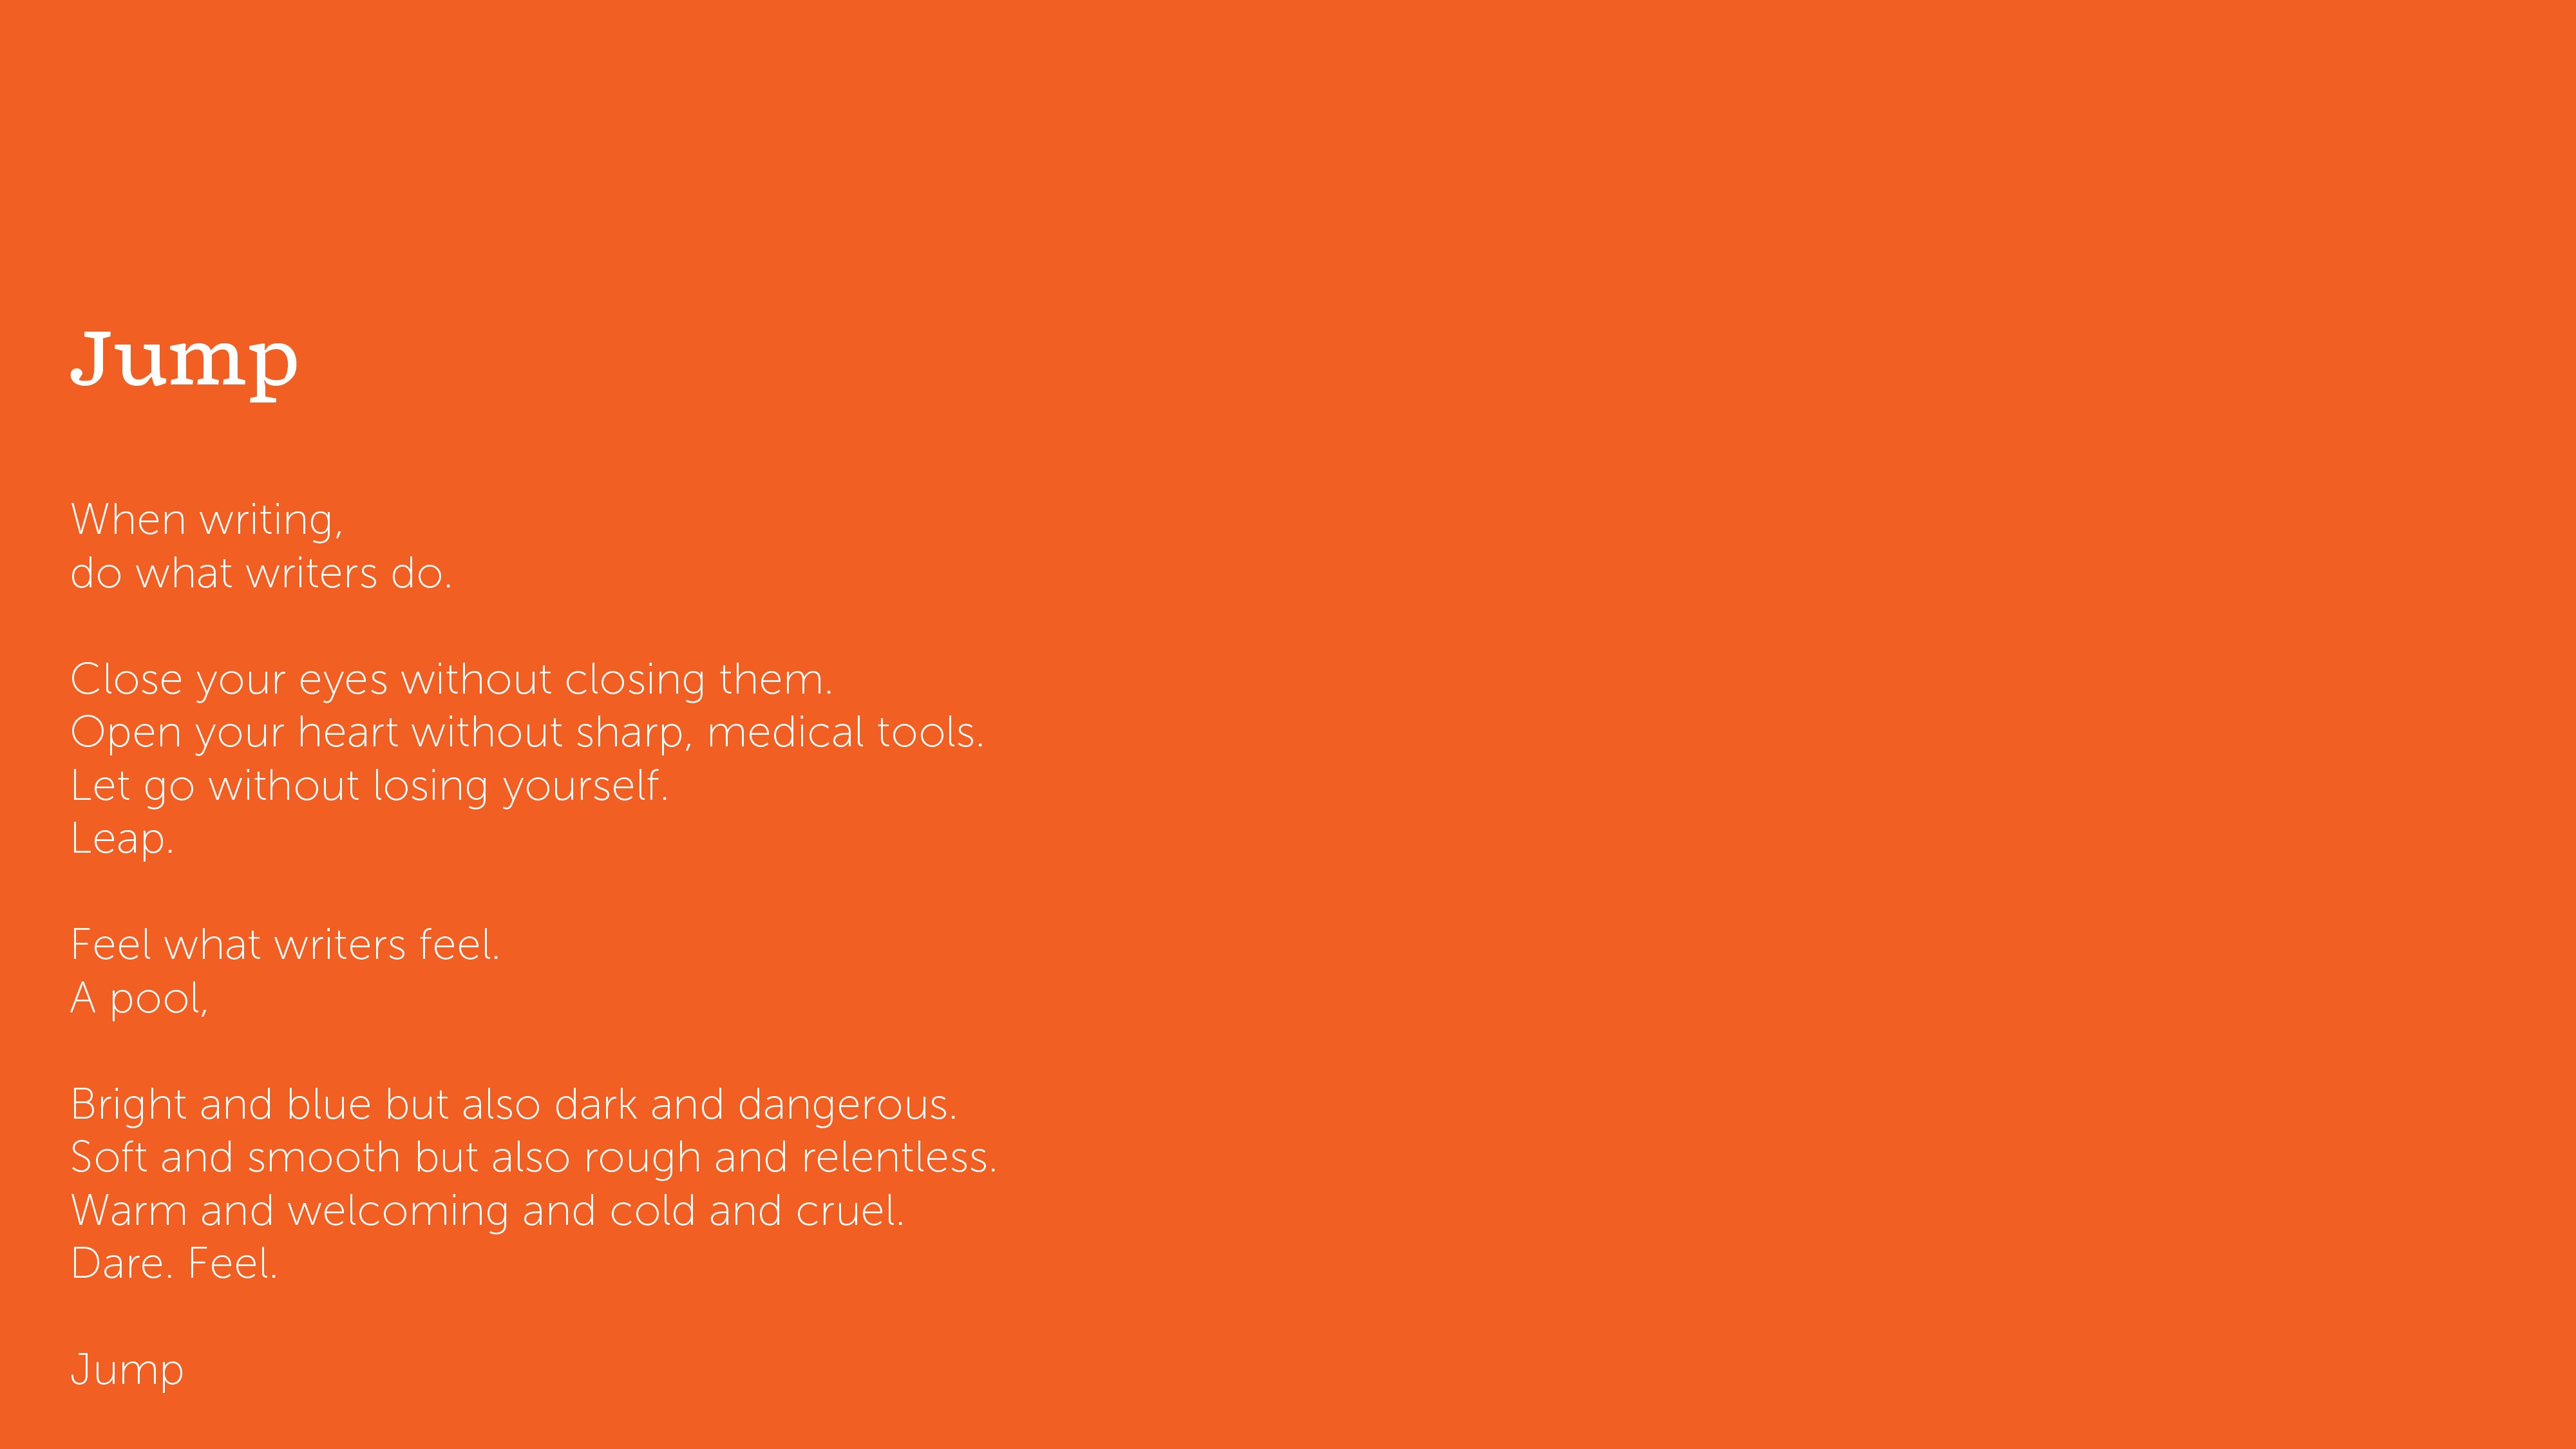 Jump
When writing,
do what writers do.
Close your eyes without closing them.
Open your heart without sharp, medical tools.
Let go without losing yourself.
Leap.
Feel what writers feel.
A pool,
Bright and blue but also dark and dangerous.
Soft and smooth but also rough and relentless.
Warm and welcoming and cold and cruel.
Dare. Feel.
Jump